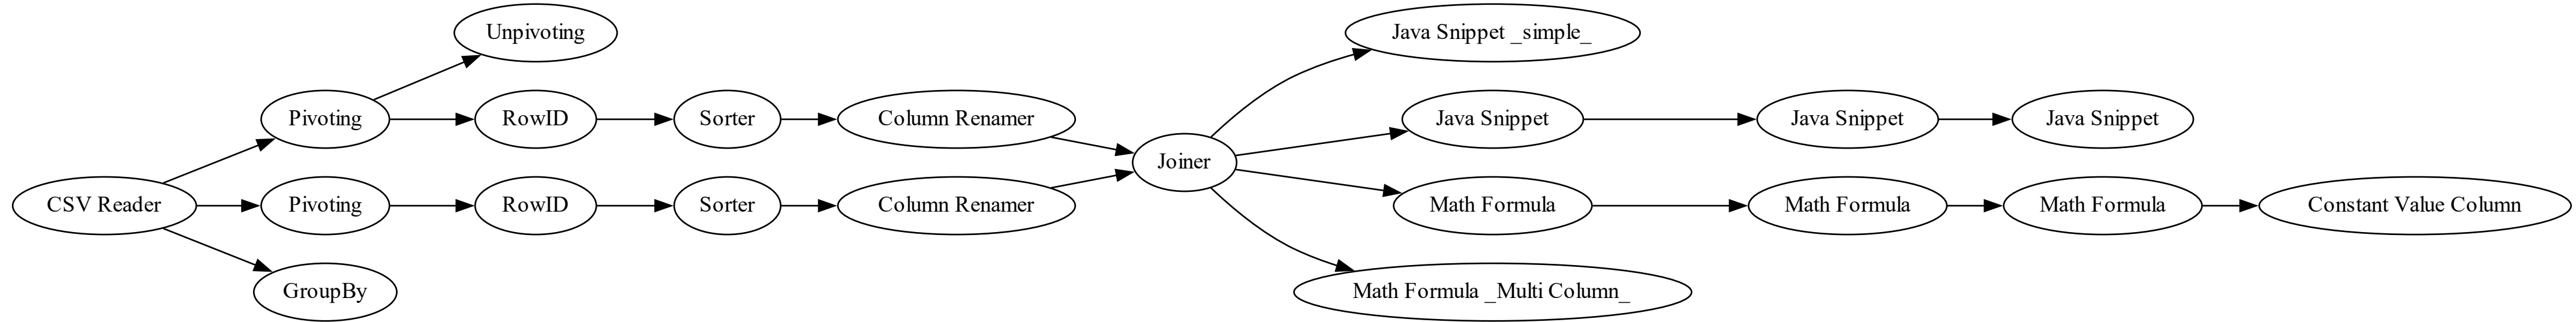 Unpivoting
Java Snippet _simple_
Pivoting
RowID
Sorter
Column Renamer
Java Snippet
Java Snippet
Java Snippet
Joiner
CSV Reader
Pivoting
RowID
Sorter
Column Renamer
Math Formula
Math Formula
Math Formula
Constant Value Column
GroupBy
Math Formula _Multi Column_